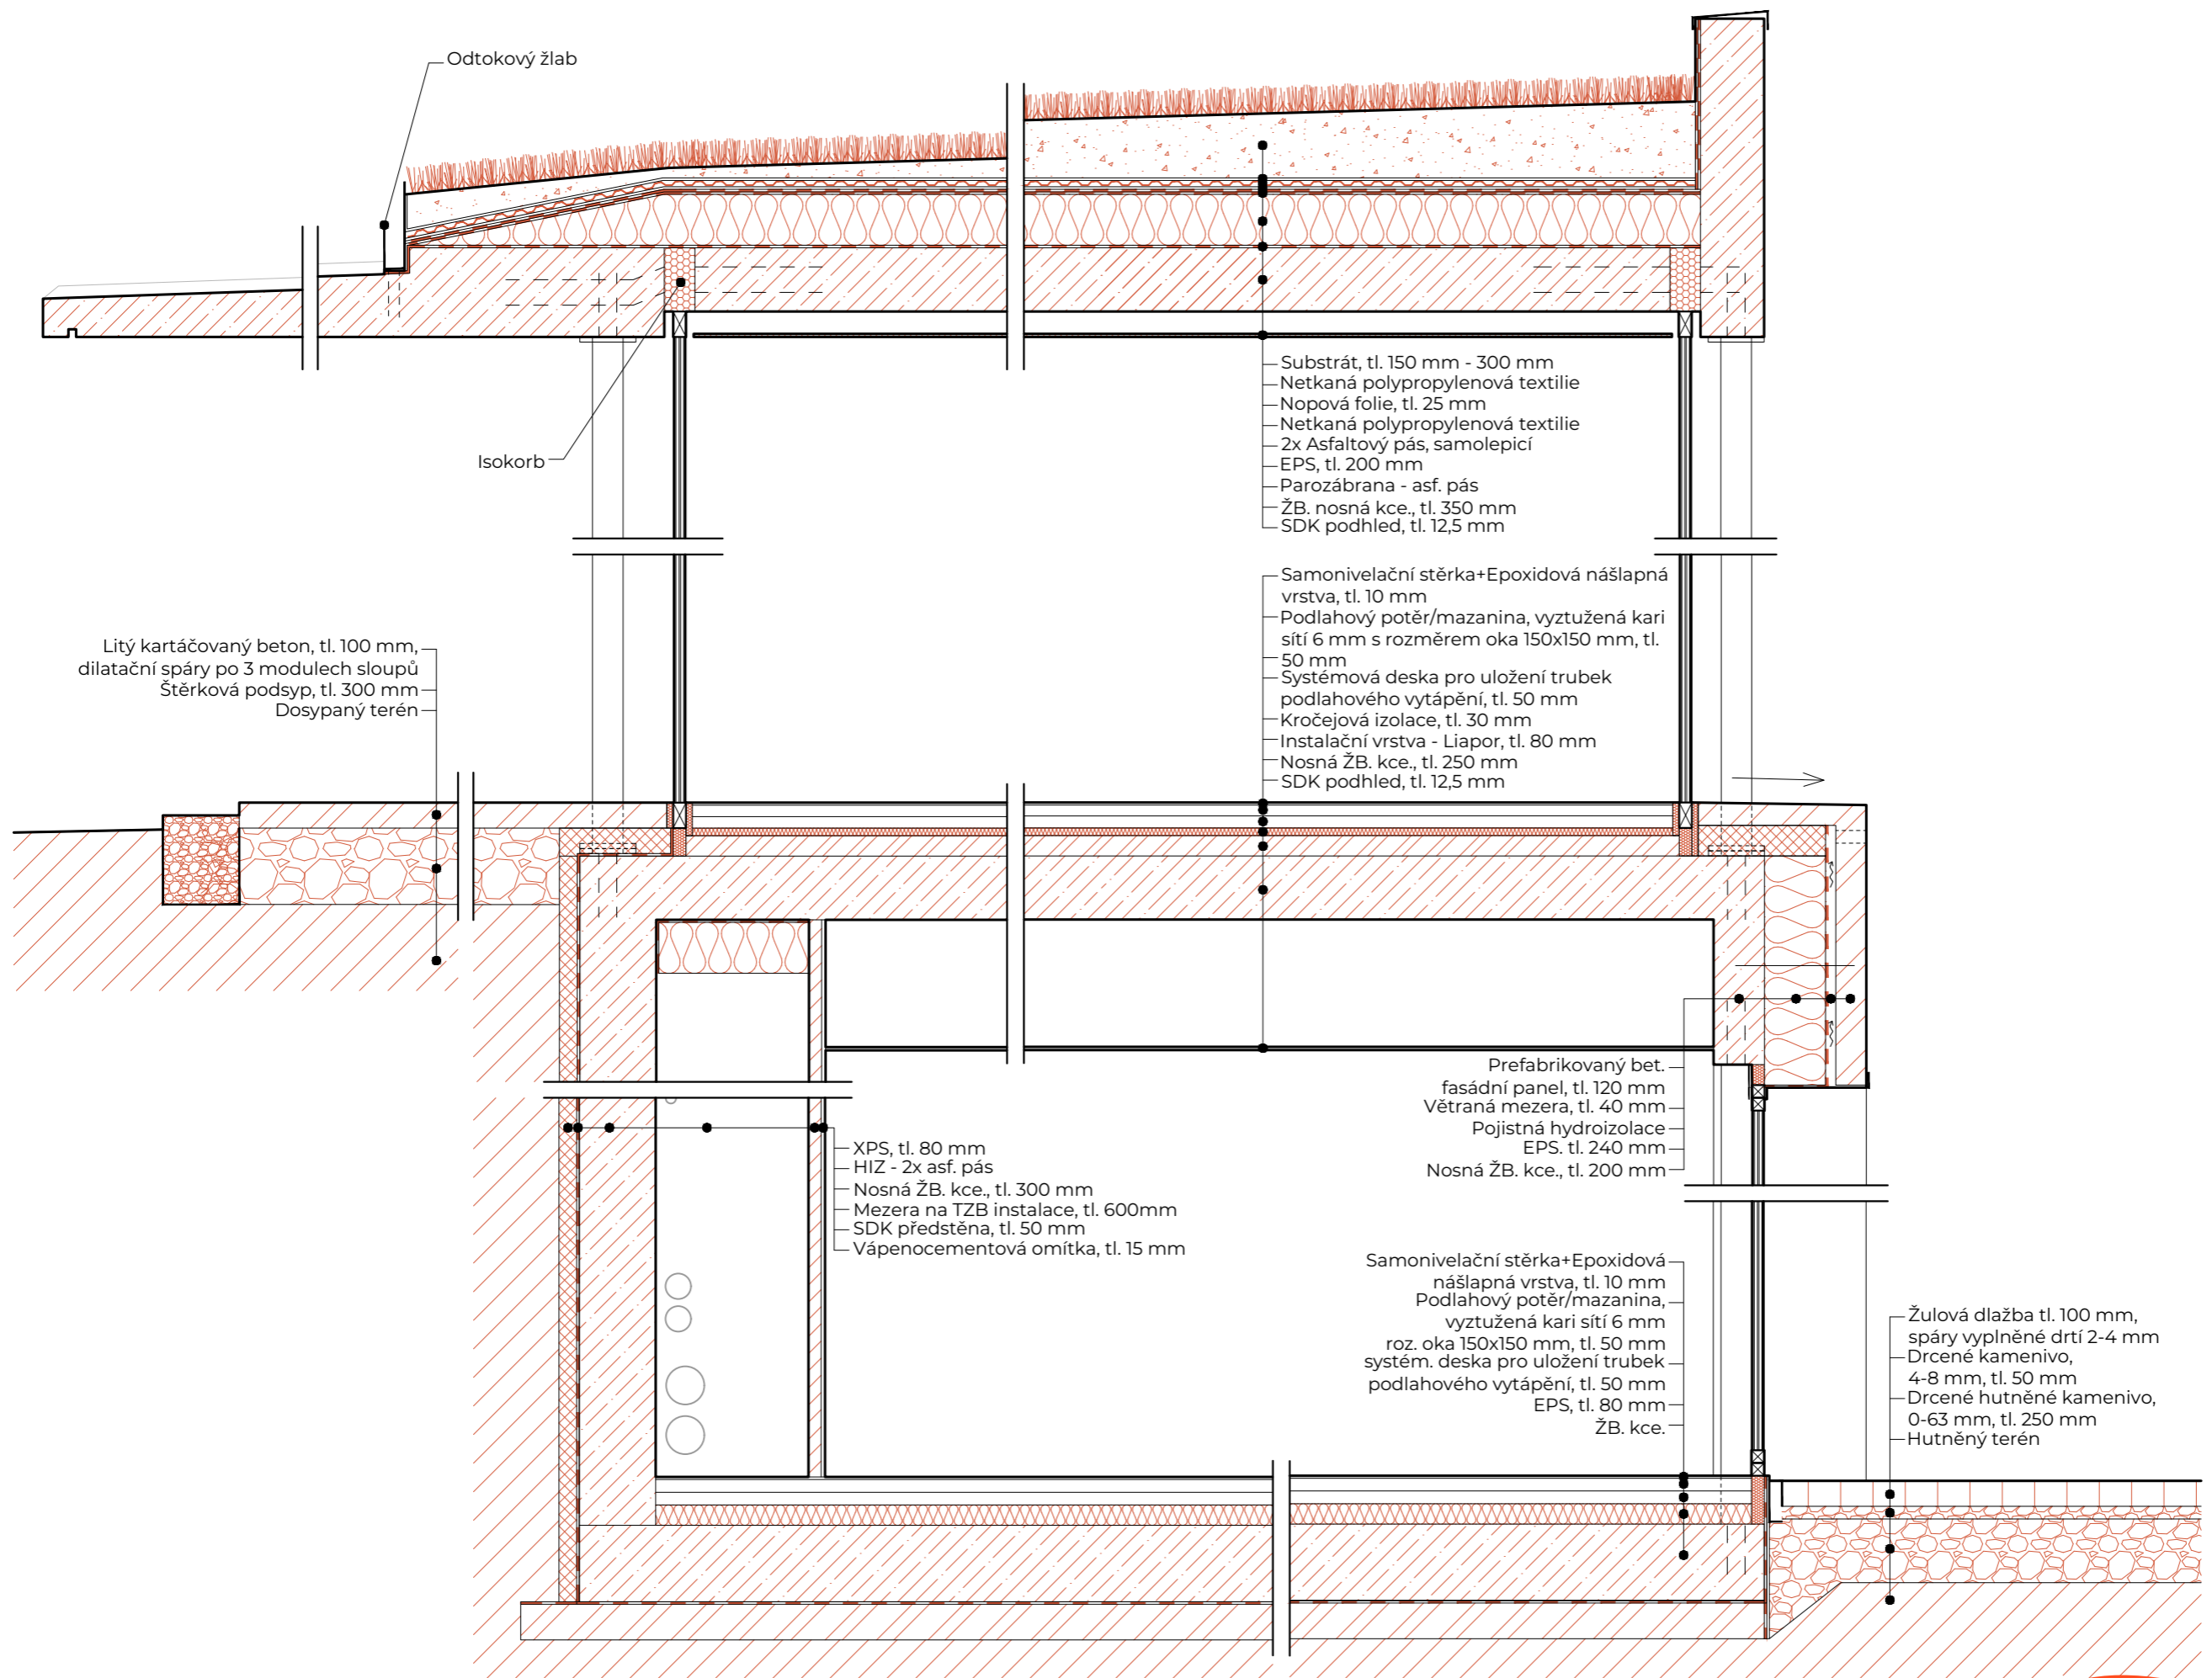 Odtokový žlab
Isokorb
Substrát, tl. 150 mm - 300 mm
Netkaná polypropylenová textilie
Nopová folie, tl. 25 mm
Netkaná polypropylenová textilie
2x Asfaltový pás, samolepicí
EPS, tl. 200 mm
Parozábrana - asf. pás
ŽB. nosná kce., tl. 350 mm
SDK podhled, tl. 12,5 mm
Samonivelační stěrka+Epoxidová nášlapná
vrstva, tl. 10 mm
Podlahový potěr/mazanina, vyztužená kari
sítí 6 mm s rozměrem oka 150x150 mm, tl.
50 mm
Systémová deska pro uložení trubek
podlahového vytápění, tl. 50 mm
Kročejová izolace, tl. 30 mm
Instalační vrstva - Liapor, tl. 80 mm
Nosná ŽB. kce., tl. 250 mm
SDK podhled, tl. 12,5 mm
Litý kartáčovaný beton, tl. 100 mm,
dilatační spáry po 3 modulech sloupů
Štěrková podsyp, tl. 300 mm
Dosypaný terén
Prefabrikovaný bet.
fasádní panel, tl. 120 mm
Větraná mezera, tl. 40 mm
Pojistná hydroizolace
EPS. tl. 240 mm
Nosná ŽB. kce., tl. 200 mm
XPS, tl. 80 mm
HIZ - 2x asf. pás
Nosná ŽB. kce., tl. 300 mm
Mezera na TZB instalace, tl. 600mm
SDK předstěna, tl. 50 mm
Vápenocementová omítka, tl. 15 mm
Samonivelační stěrka+Epoxidová
nášlapná vrstva, tl. 10 mm
Podlahový potěr/mazanina,
vyztužená kari sítí 6 mm
roz. oka 150x150 mm, tl. 50 mm
systém. deska pro uložení trubek
podlahového vytápění, tl. 50 mm
EPS, tl. 80 mm
ŽB. kce.
Žulová dlažba tl. 100 mm,
spáry vyplněné drtí 2-4 mm
Drcené kamenivo,
4-8 mm, tl. 50 mm
Drcené hutněné kamenivo,
0-63 mm, tl. 250 mm
Hutněný terén